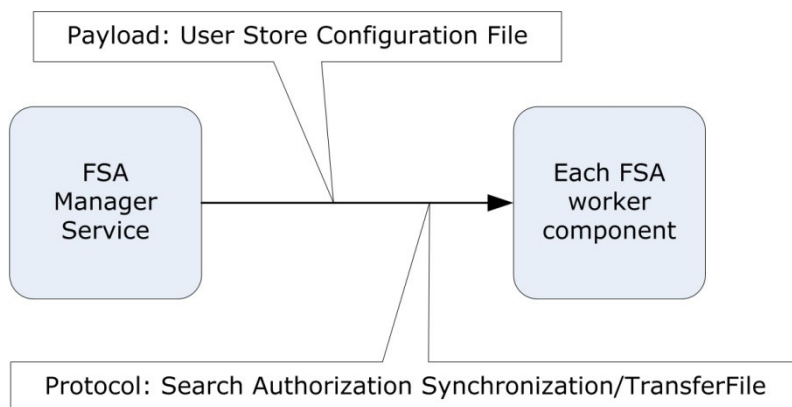 Payload: User Store Configuration File
FSA
Manager
Service
Each FSA
worker
component
Protocol: Search Authorization Synchronization/TransferFile